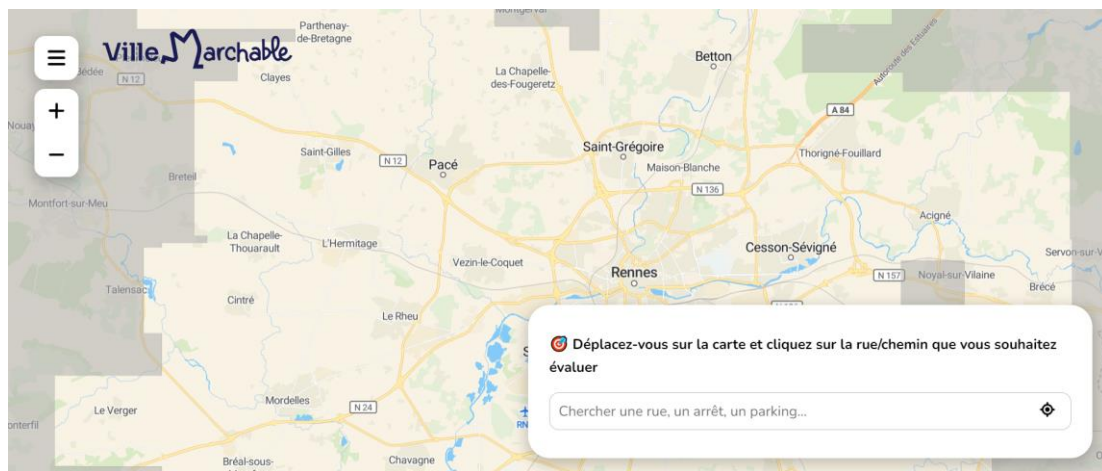 Parthenay-
de-Bretagne
Ville Marchable
Betton
N 12
Clayes
La Chapelle-
des-Fougeretz
Autoroute des Estuaires
A 84
Saint-Grégoire
Saint-Gilles
N 12
Pacé
Maison-Blanche
Thorigné-Fouillard
Breteil
N 136
Montfort-sur-Meu
Acigné
La Chapelle-
Thouarault
L'Hermitage
Cesson-Sévigné
Vezin-le-Coquet
Rennes
N 157
Noyal-sur-Vilaine
Brécé
Talensac
Cintré
Le Rheu
🎯 Déplacez-vous sur la carte et cliquez sur la rue/chemin que vous souhaitez
évaluer
Chercher une rue, un arrêt, un parking...
Le Verger
Mordelles
N 24
Bréal-sous-
Chavagne